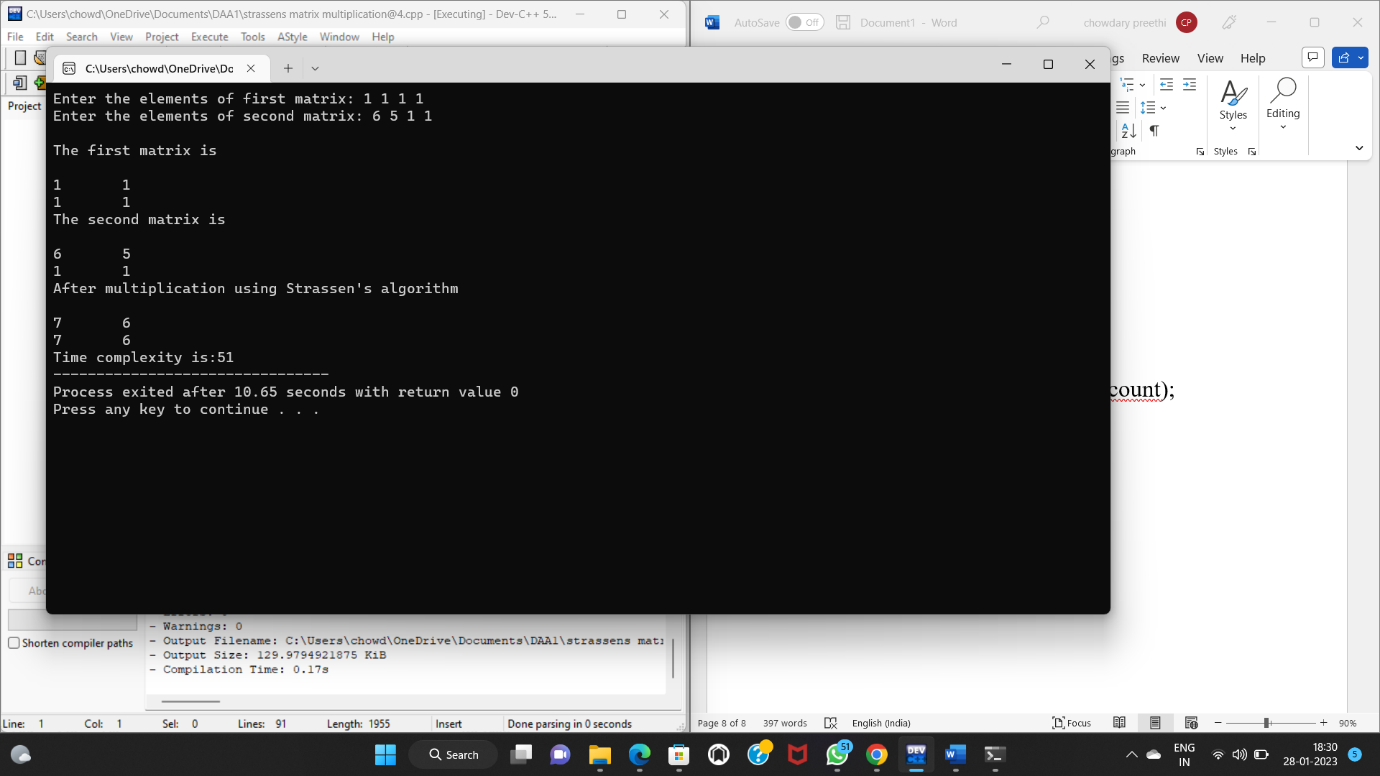 C:\Users\chowd\OneDrive\Documents\DAA1\strassens matrix multiplication@4.cpp - [Executing] - Dev-C++ 5...
File Edit Search View Project Execute Tools AStyle Window Help
AutoSave Off Document1 - Word chowdary preethi CP
Review View Help
Styles
Editing
graph
Styles
Project
C:\Users\chowd\OneDrive\Do
Enter the elements of first matrix: 1 1 1 1
Enter the elements of second matrix: 6 5 1 1
The first matrix is
1 1
1 1
The second matrix is
6 5
1 1
After multiplication using Strassen's algorithm
7 6
7 6
Time complexity is:51
--------------------------------
Process exited after 10.65 seconds with return value 0
Press any key to continue . . .
count);
Shorten compiler paths
- Warnings: 0
- Output Filename: C:\Users\chowd\OneDrive\Documents\DAA1\strassens mat
- Output Size: 129.9794921875 KiB
- Compilation Time: 0.17s
Line: 1 Col: 1 Sel: 0 Lines: 91 Length: 1955 Insert Done parsing in 0 seconds
Page 8 of 8 397 words English (India) Focus 90%
Search
DEV
51
ENG
IN
18:30
28-01-2023
5